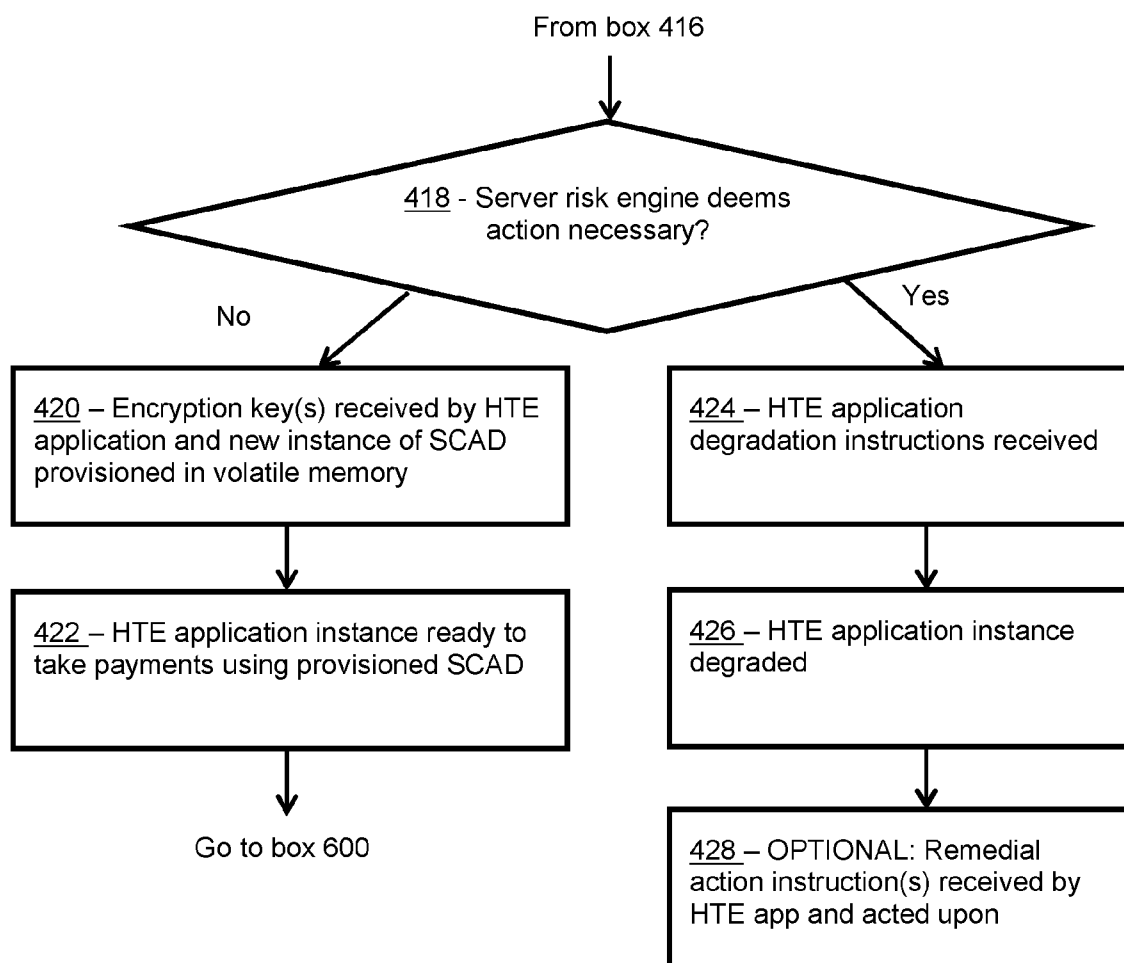 From box 416
418 - Server risk engine deems
action necessary?
No
Yes
420 – Encryption key(s) received by HTE
application and new instance of SCAD
provisioned in volatile memory
424 – HTE application
degradation instructions received
422 – HTE application instance ready to
take payments using provisioned SCAD
426 – HTE application instance
degraded
Go to box 600
428 – OPTIONAL: Remedial
action instruction(s) received by
HTE app and acted upon